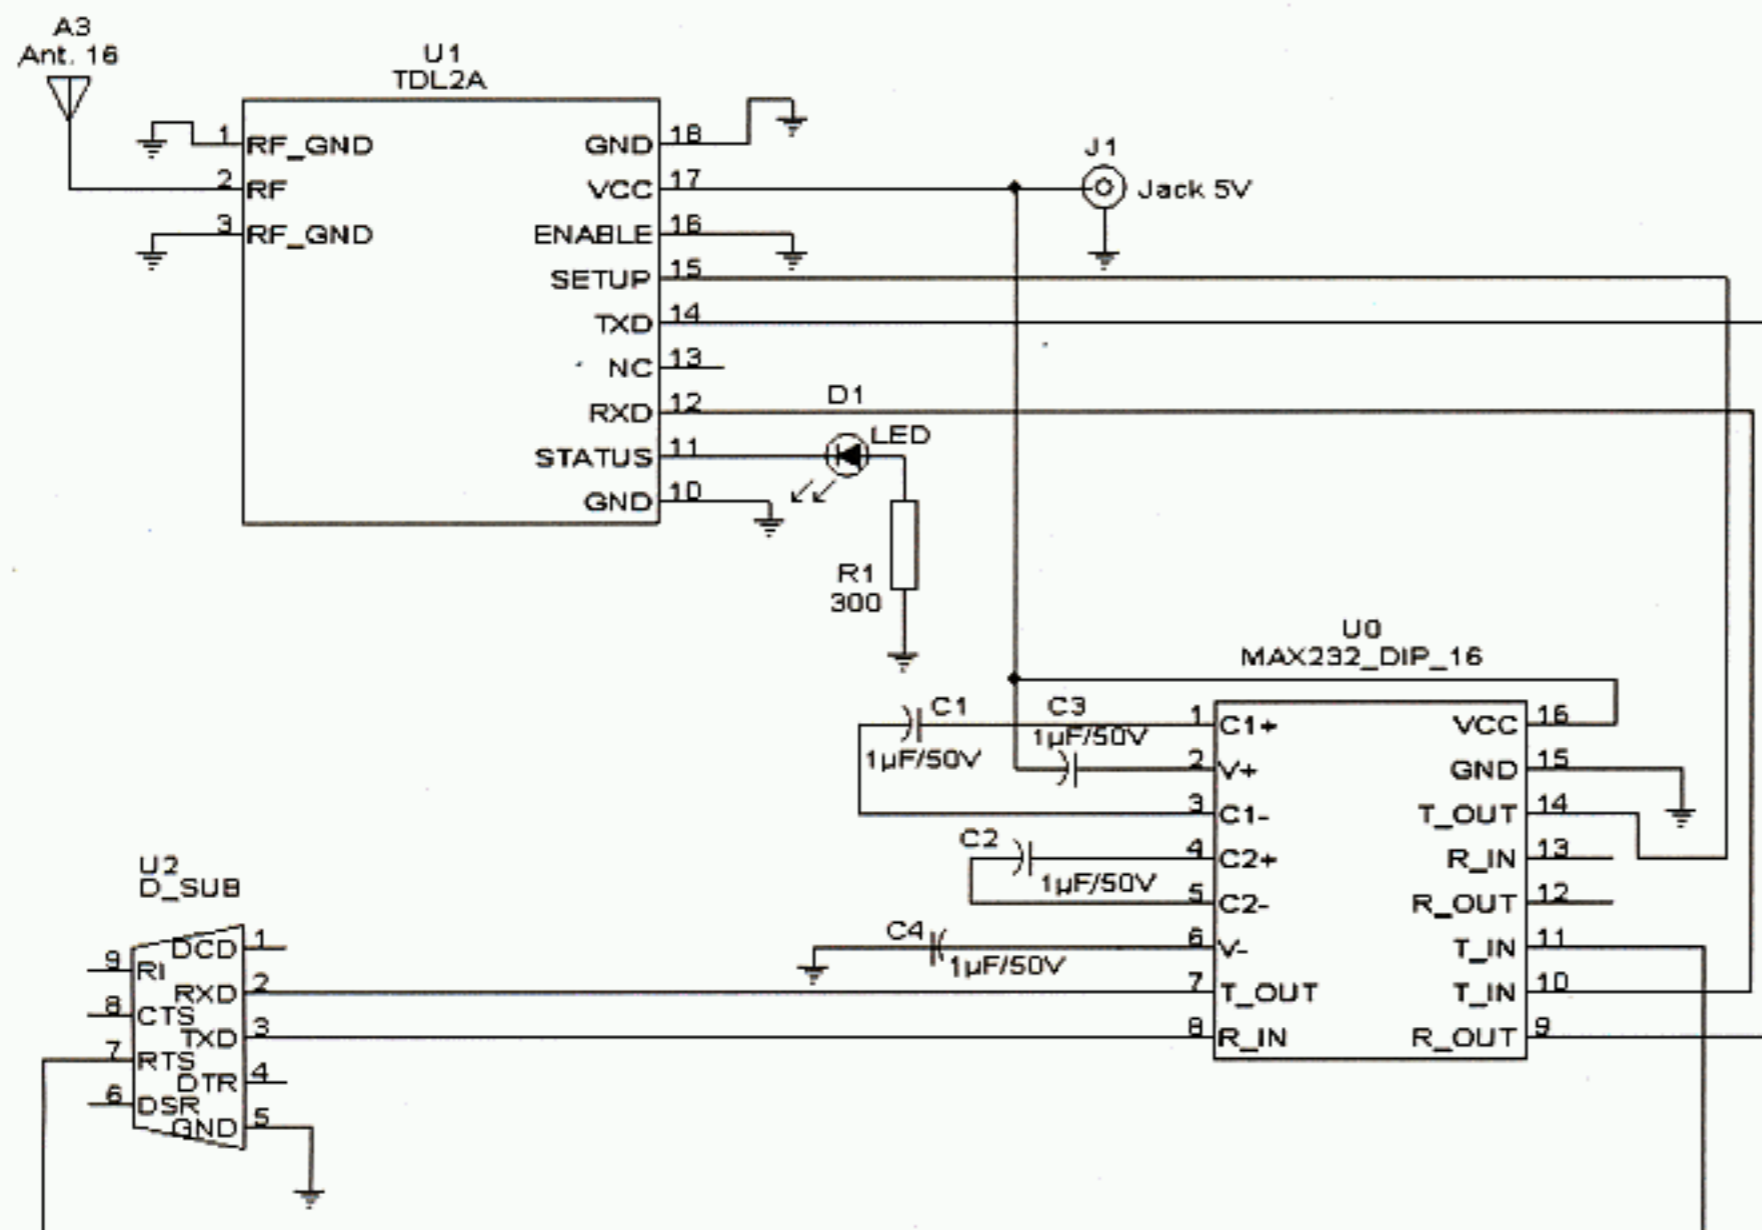 A3
Ant. 16
U1
TDL2A
1 RF_GND
2 RF
3 RF_GND
GND 18
VCC 17
ENABLE 16
SETUP 15
TXD 14
NC 13
RXD 12
STATUS 11
GND 10
J1
Jack 5V
D1
LED
R1
300
U0
MAX232_DIP_16
C1
1µF/50V
C3
1µF/50V
C2
1µF/50V
C4
1µF/50V
1 C1+
2 V+
3 C1-
4 C2+
5 C2-
6 V-
7 T_OUT
8 R_IN
VCC 16
GND 15
T_OUT 14
R_IN 13
R_OUT 12
T_IN 11
T_IN 10
R_OUT 9
U2
D_SUB
DCD 1
9 RI
RXD 2
8 CTS
TXD 3
7 RTS
DTR 4
6 DSR
GND 5